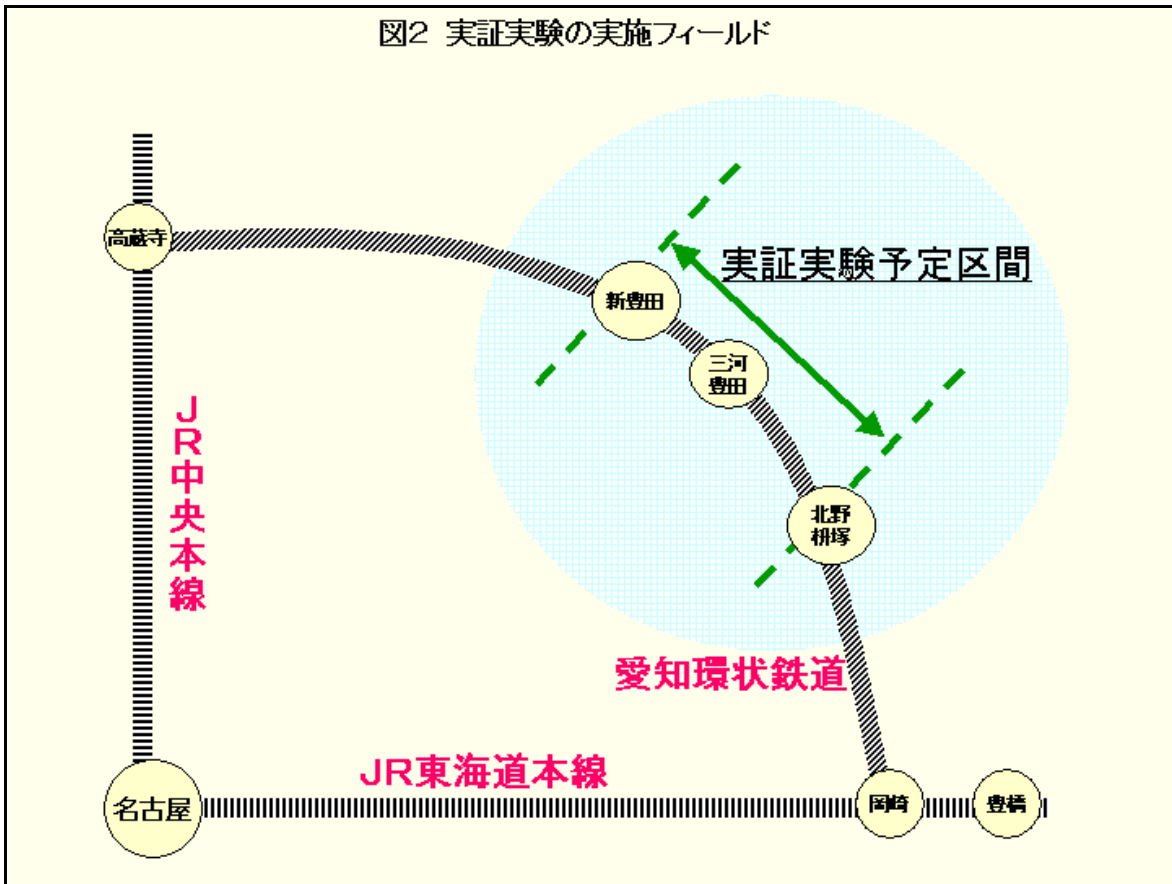 図2 実証実験の実施フィールド
高蔵寺
新豊田
実証実験予定区間
三河
豊田
JR中央本線
北野
枡塚
愛知環状鉄道
JR東海道本線
名古屋
岡崎
豊橋